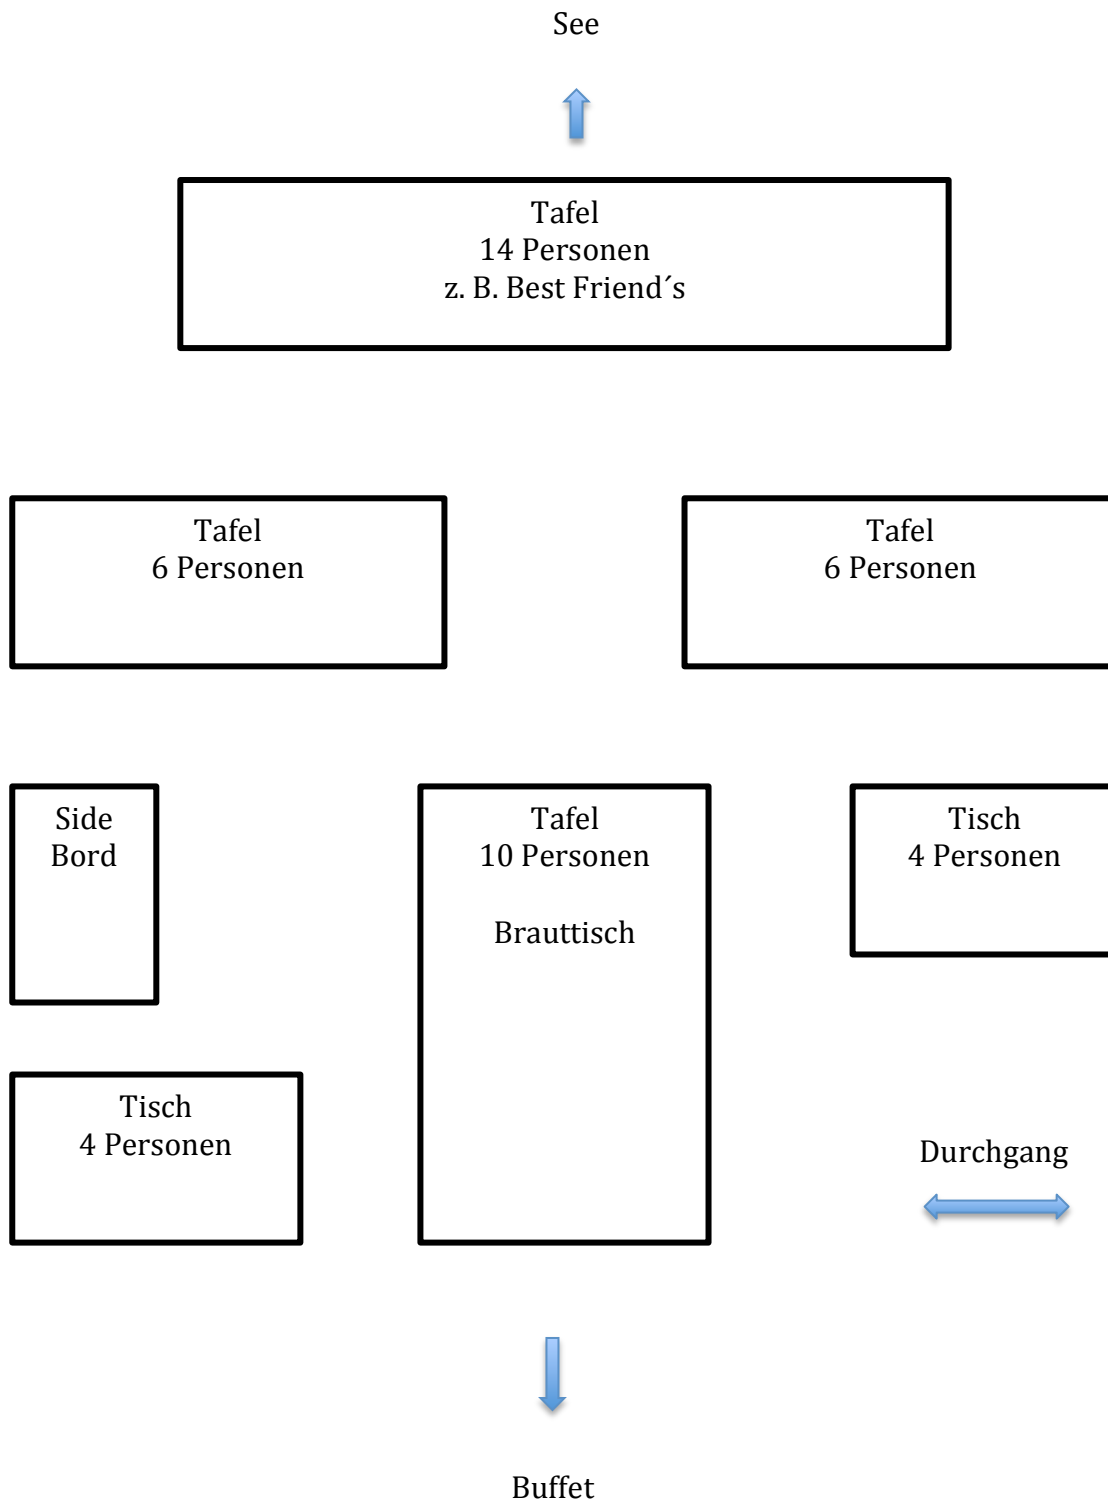 See
Tafel
14 Personen
z. B. Best Friend´s
Tafel
6 Personen
Tafel
6 Personen
Side
Bord
Tafel
10 Personen
Brauttisch
Tisch
4 Personen
Tisch
4 Personen
Durchgang
Buffet